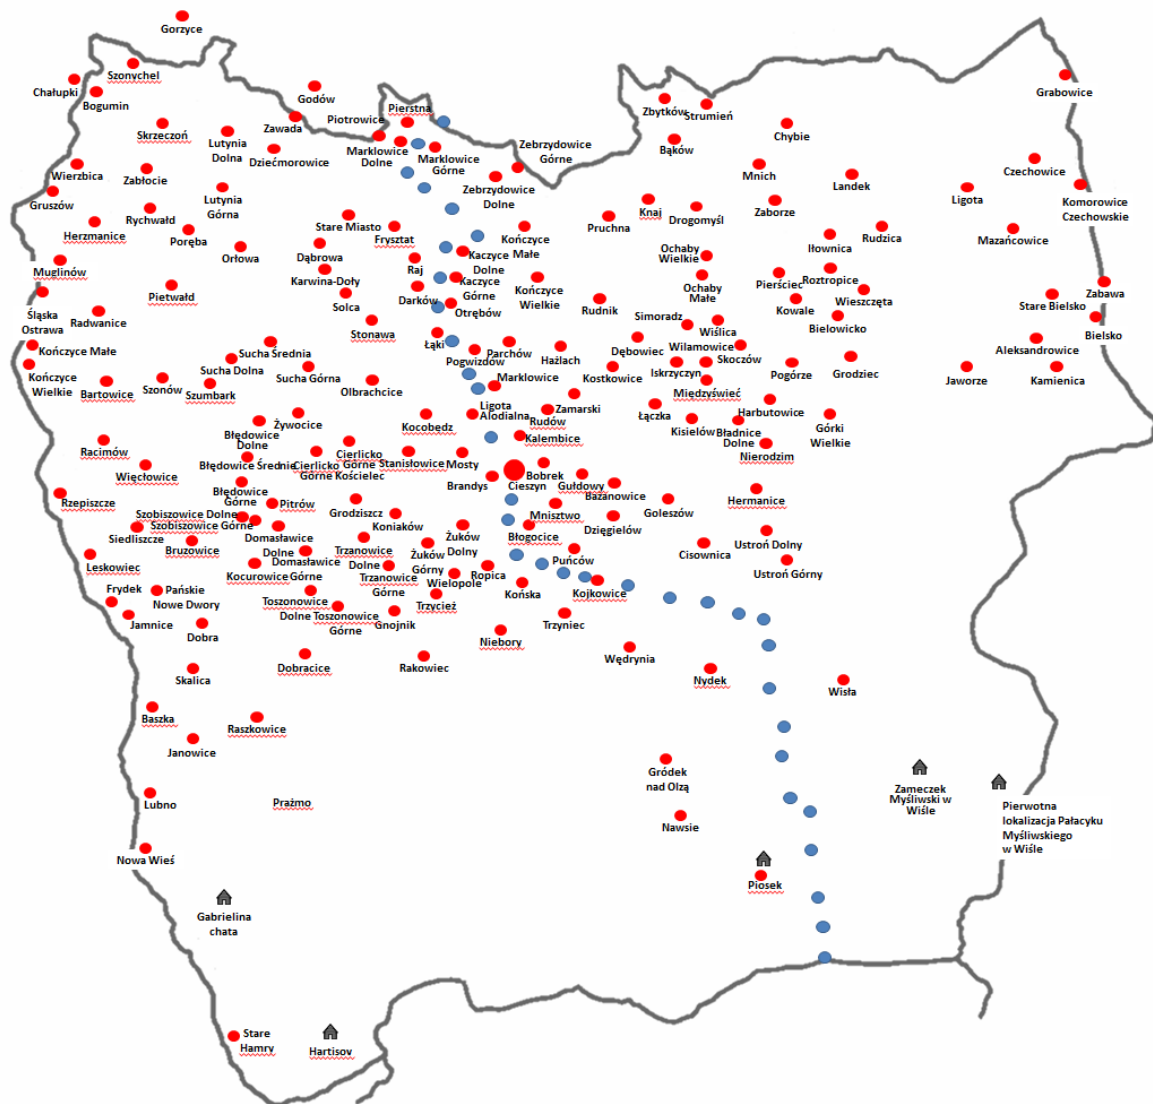 Gorzyce
Szonychel
Chałupki
Bogumin
Godów
Pierstna
Zbytków
Strumień
Grabowice
Skrzeczoń
Lutynia
Dolna
Zawada
Piotrowice
Dziećmorowice
Marklowice
Dolne
Marklowice
Górne
Zebrzydowice
Górne
Bąków
Chybie
Wierzbica
Zabłocie
Zebrzydowice
Dolne
Mnich
Landek
Czechowice
Ligota
Komorowice
Czechowskie
Gruszów
Lutynia
Górna
Rychwałd
Herzmanice
Poręba
Stare Miasto
Frysztat
Kończyce
Małe
Pruchna
Knaj
Drogomyśl
Zaborze
Rudzica
Mazańcowice
Orłowa
Dąbrowa
Raj
Kaczyce
Dolne
Ochaby
Wielkie
Iłownica
Muglinów
Karwina-Doły
Kaczyce
Górne
Kończyce
Wielkie
Ochaby
Małe
Pierściec
Roztropice
Wieszczęta
Zabawa
Pietwałd
Solca
Darków
Otrębów
Rudnik
Kowale
Stare Bielsko
Śląska
Ostrawa
Radwanice
Stonawa
Simoradz
Wiślica
Bielowicko
Bielsko
Kończyce Małe
Sucha Średnia
Łąki
Parchów
Pogwizdów
Hażlach
Dębowiec
Wilamowice
Skoczów
Aleksandrowice
Kończyce
Wielkie
Sucha Dolna
Sucha Górna
Kostkowice
Iskrzyczyn
Pogórze
Grodziec
Jaworze
Kamienica
Bartowice
Szonów
Szumbark
Olbrachcice
Marklowice
Międzyświeć
Zamarski
Ligota
Alodialna
Rudów
Łączka
Harbutowice
Żywocice
Kocobędz
Kisielów
Bładnice
Dolne
Górki
Wielkie
Błędowice
Dolne
Kalembice
Nierodzim
Racimów
Błędowice Średnie
Cierlicko
Górne
Cierlicko
Górne Kościelec
Stanisłowice
Mosty
Więcłowice
Brandys
Cieszyn
Bobrek
Gułdowy
Bażanowice
Rzepiszcze
Błędowice
Górne
Pitrów
Grodziszcz
Koniaków
Mnisztwo
Goleszów
Hermanice
Szobiszowice Dolne
Szobiszowice Górne
Siedliszcze
Bruzowice
Domasławice
Dolne
Trzanowice
Dolne
Żuków
Dolny
Błogocice
Dzięgielów
Ustroń Dolny
Leskowiec
Domasławice
Górne
Żuków
Górny
Puńców
Cisownica
Kocurowice
Trzanowice
Górne
Wielopole
Ropica
Ustroń Górny
Frydek
Pańskie
Nowe Dwory
Toszonowice
Dolne
Toszonowice
Górne
Trzycież
Końska
Kojkowice
Jamnice
Gnojnik
Trzyniec
Dobra
Niebory
Dobracice
Rakowiec
Wędrynia
Skalica
Nydek
Wisła
Baszka
Raszkowice
Janowice
Gródek
nad Olzą
Zameczek
Myśliwski w
Wiśle
Pierwotna
lokalizacja Pałacyku
Myśliwskiego
w Wiśle
Lubno
Prażmo
Nawsie
Nowa Wieś
Piosek
Gabrielina
chata
Stare
Hamry
Hartisov